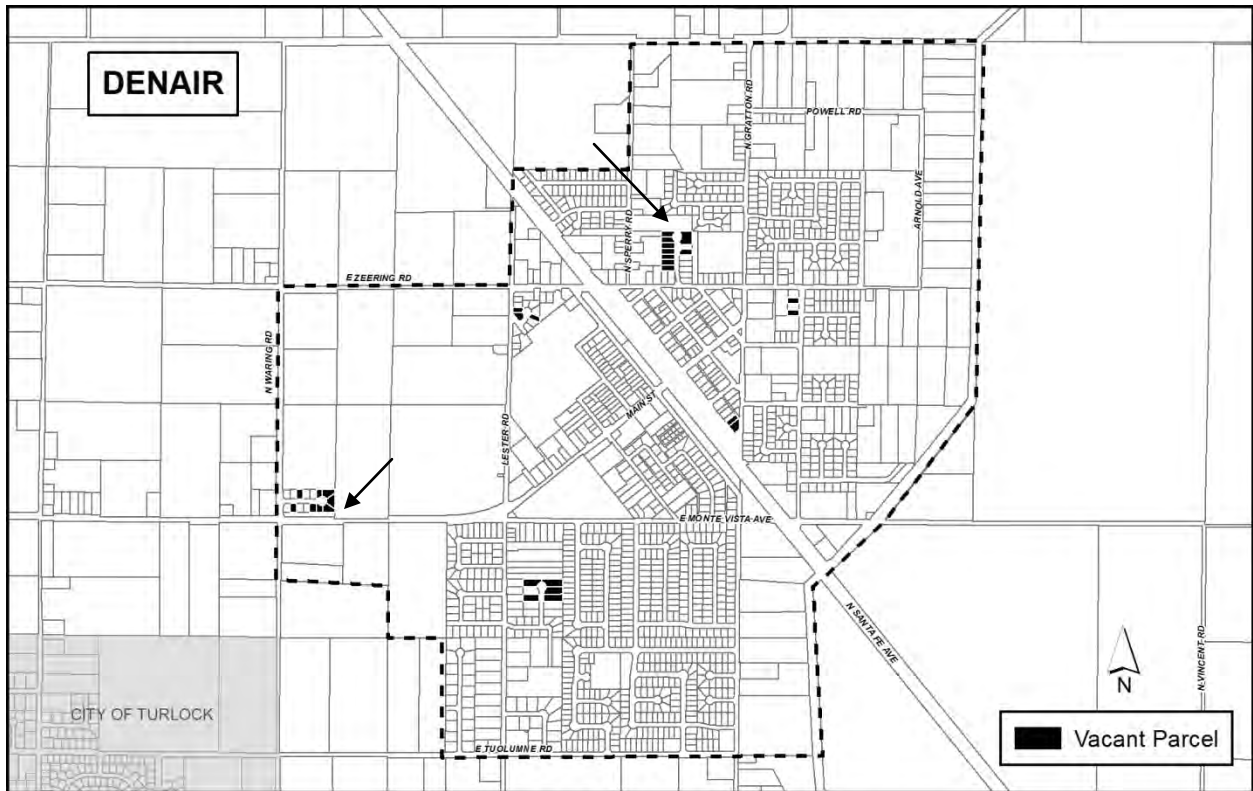 DENAIR
N GRATTON RD
POWELL RD
ARNOLD AVE
N SPERRY RD
E ZEERING RD
N WARING RD
MAIN ST
LESTER RD
E MONTE VISTA AVE
N SANTA FE AVE
N VINCENT RD
N
CITY OF TURLOCK
E TUOLUMNE RD
Vacant Parcel